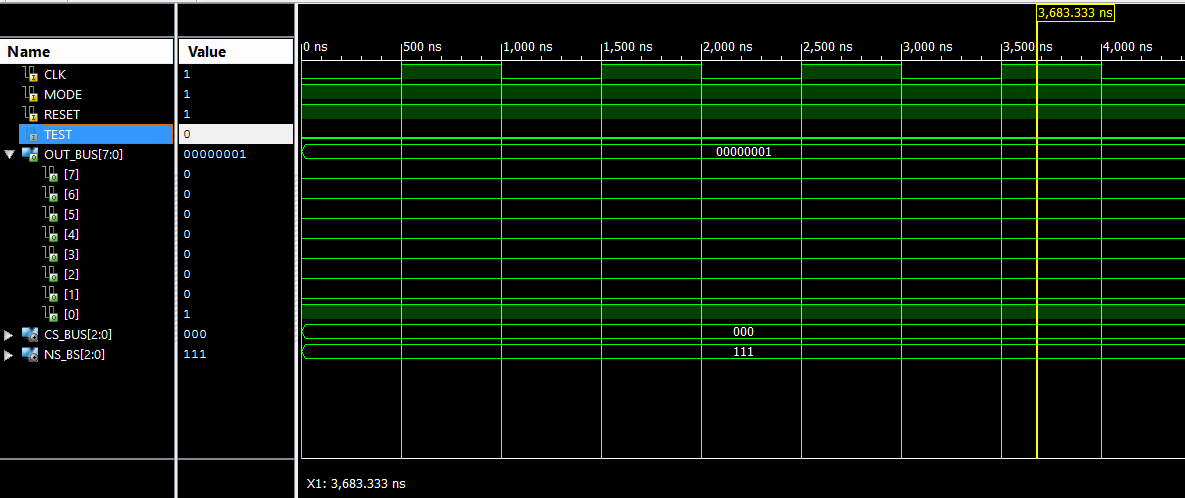 3,683.333 ns
Name Value
0 ns 500 ns 1,000 ns 1,500 ns 2,000 ns 2,500 ns 3,000 ns 3,500 ns 4,000 ns
CLK 1
MODE 1
RESET 1
TEST 0
OUT_BUS[7:0] 00000001 00000001
[7] 0
[6] 0
[5] 0
[4] 0
[3] 0
[2] 0
[1] 0
[0] 1
CS_BUS[2:0] 000 000
NS_BS[2:0] 111 111
X1: 3,683.333 ns